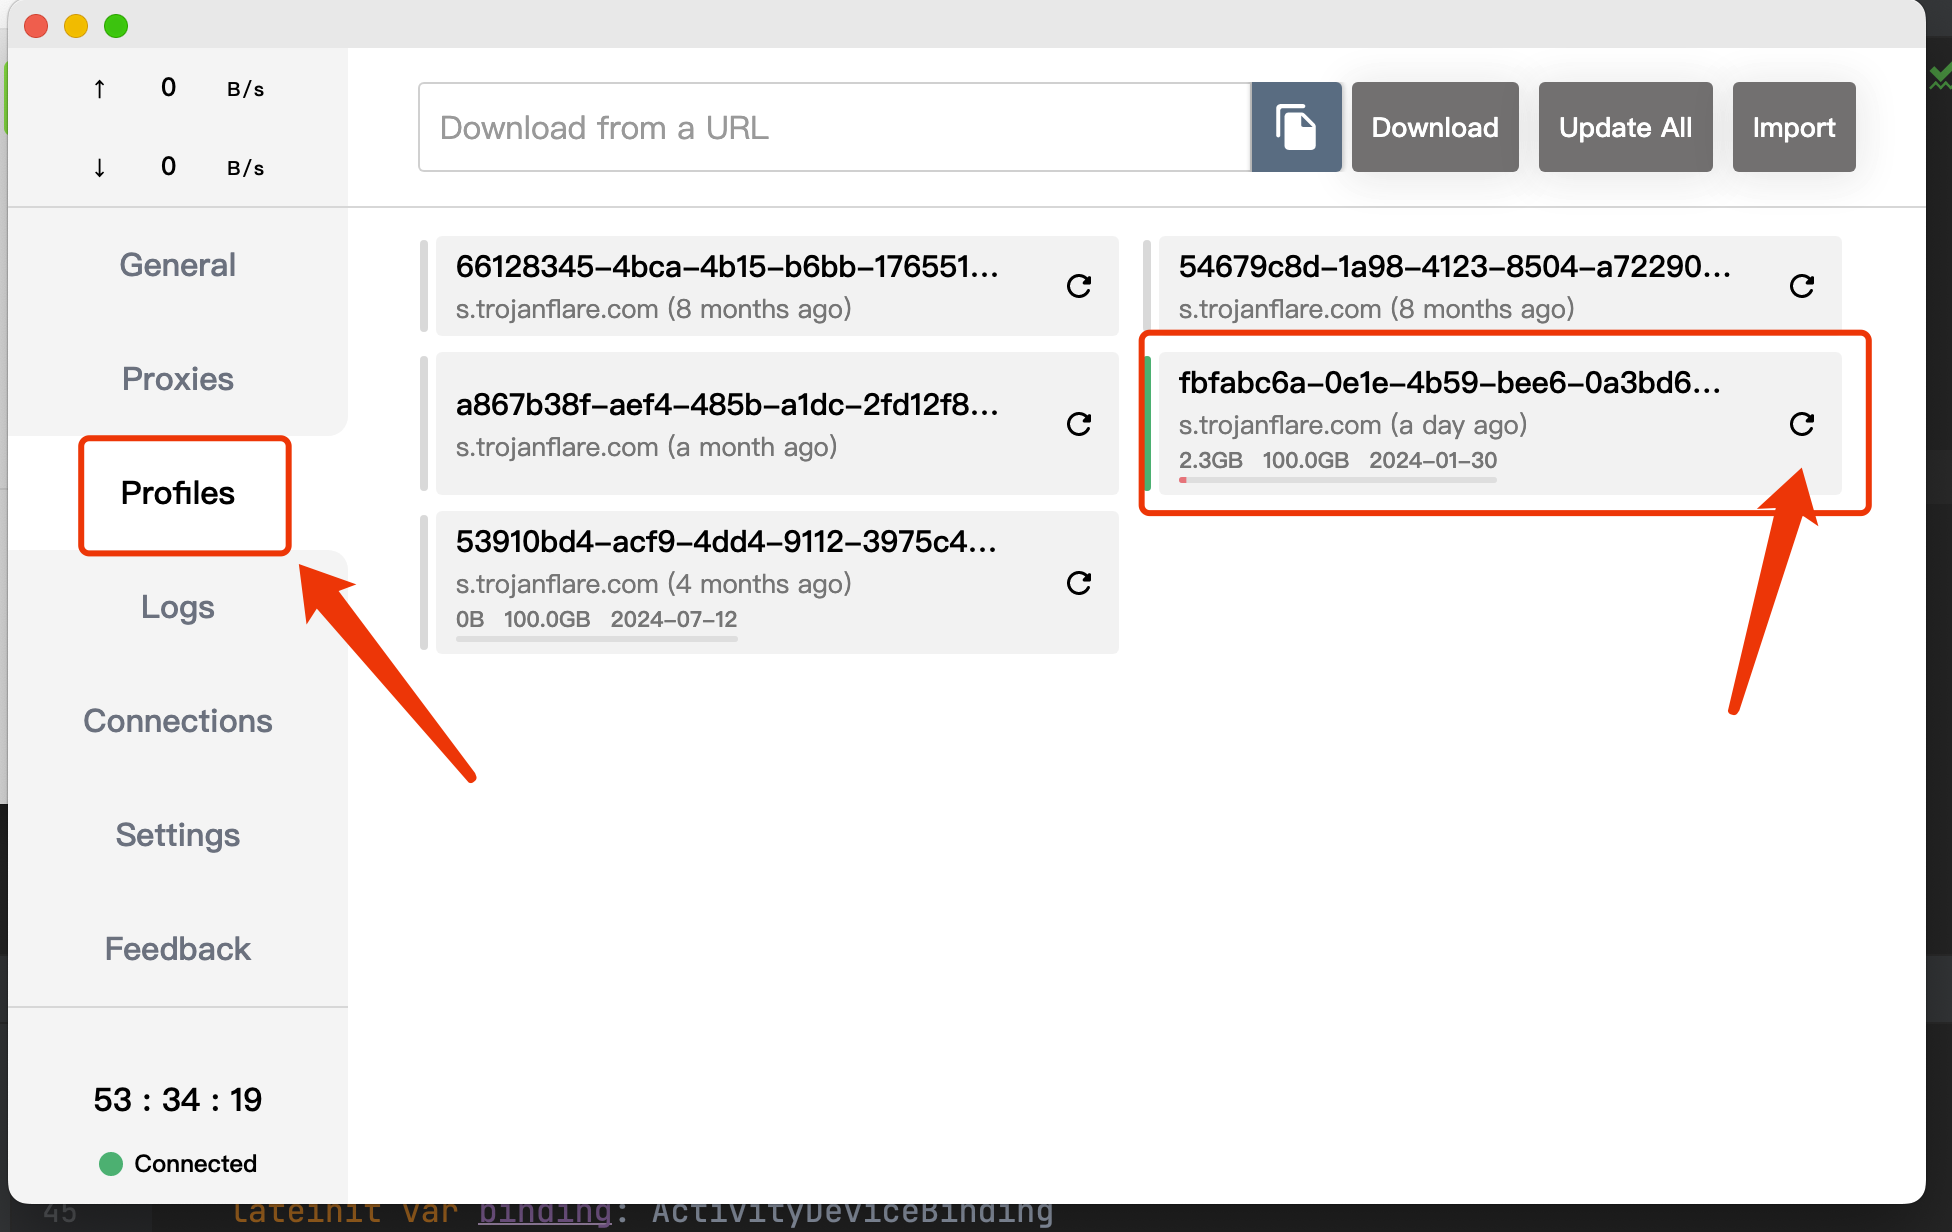 ↑ 0 B/s
↓ 0 B/s
Download from a URL
Download
Update All
Import
General
Proxies
Profiles
Logs
Connections
Settings
Feedback
53 : 34 : 19
Connected
66128345-4bca-4b15-b6bb-176551...
s.trojanflare.com (8 months ago)
54679c8d-1a98-4123-8504-a72290...
s.trojanflare.com (8 months ago)
a867b38f-aef4-485b-a1dc-2fd12f8...
s.trojanflare.com (a month ago)
fbfabc6a-0e1e-4b59-bee6-0a3bd6...
s.trojanflare.com (a day ago)
2.3GB 100.0GB 2024-01-30
53910bd4-acf9-4dd4-9112-3975c4...
s.trojanflare.com (4 months ago)
0B 100.0GB 2024-07-12
45 lateinit var binding: ActivityDeviceBinding